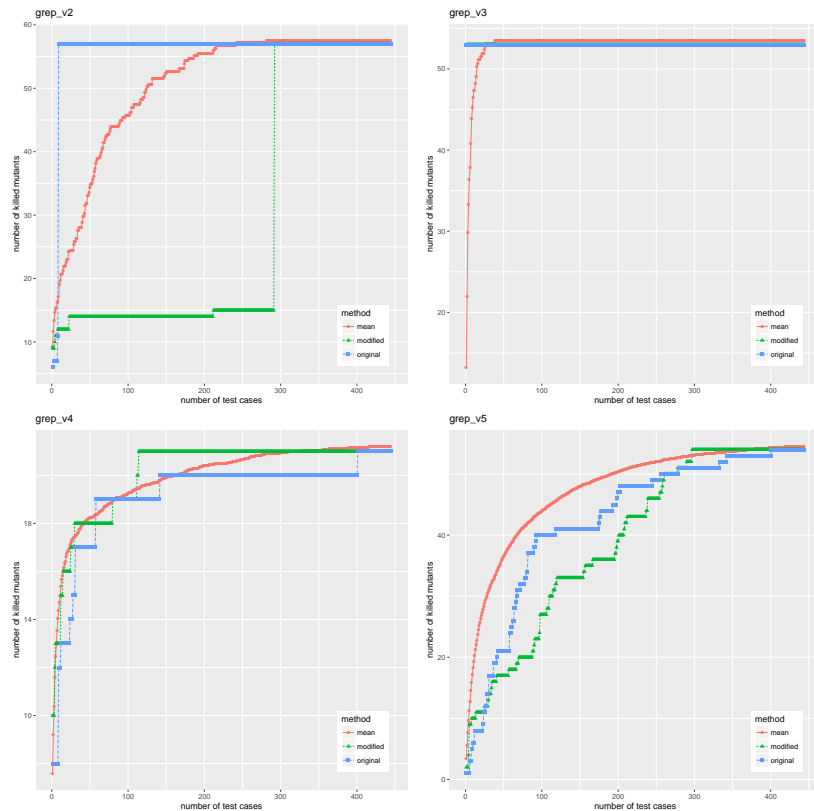 grep_v2
60
50
40
30
20
10
number of killed mutants
0
100
200
300
400
number of test cases
method
mean
modified
original
grep_v3
50
40
30
20
number of killed mutants
0
100
200
300
400
number of test cases
method
mean
modified
original
grep_v4
18
14
10
number of killed mutants
0
100
200
300
400
number of test cases
method
mean
modified
original
grep_v5
40
20
0
number of killed mutants
0
100
200
300
400
number of test cases
method
mean
modified
original